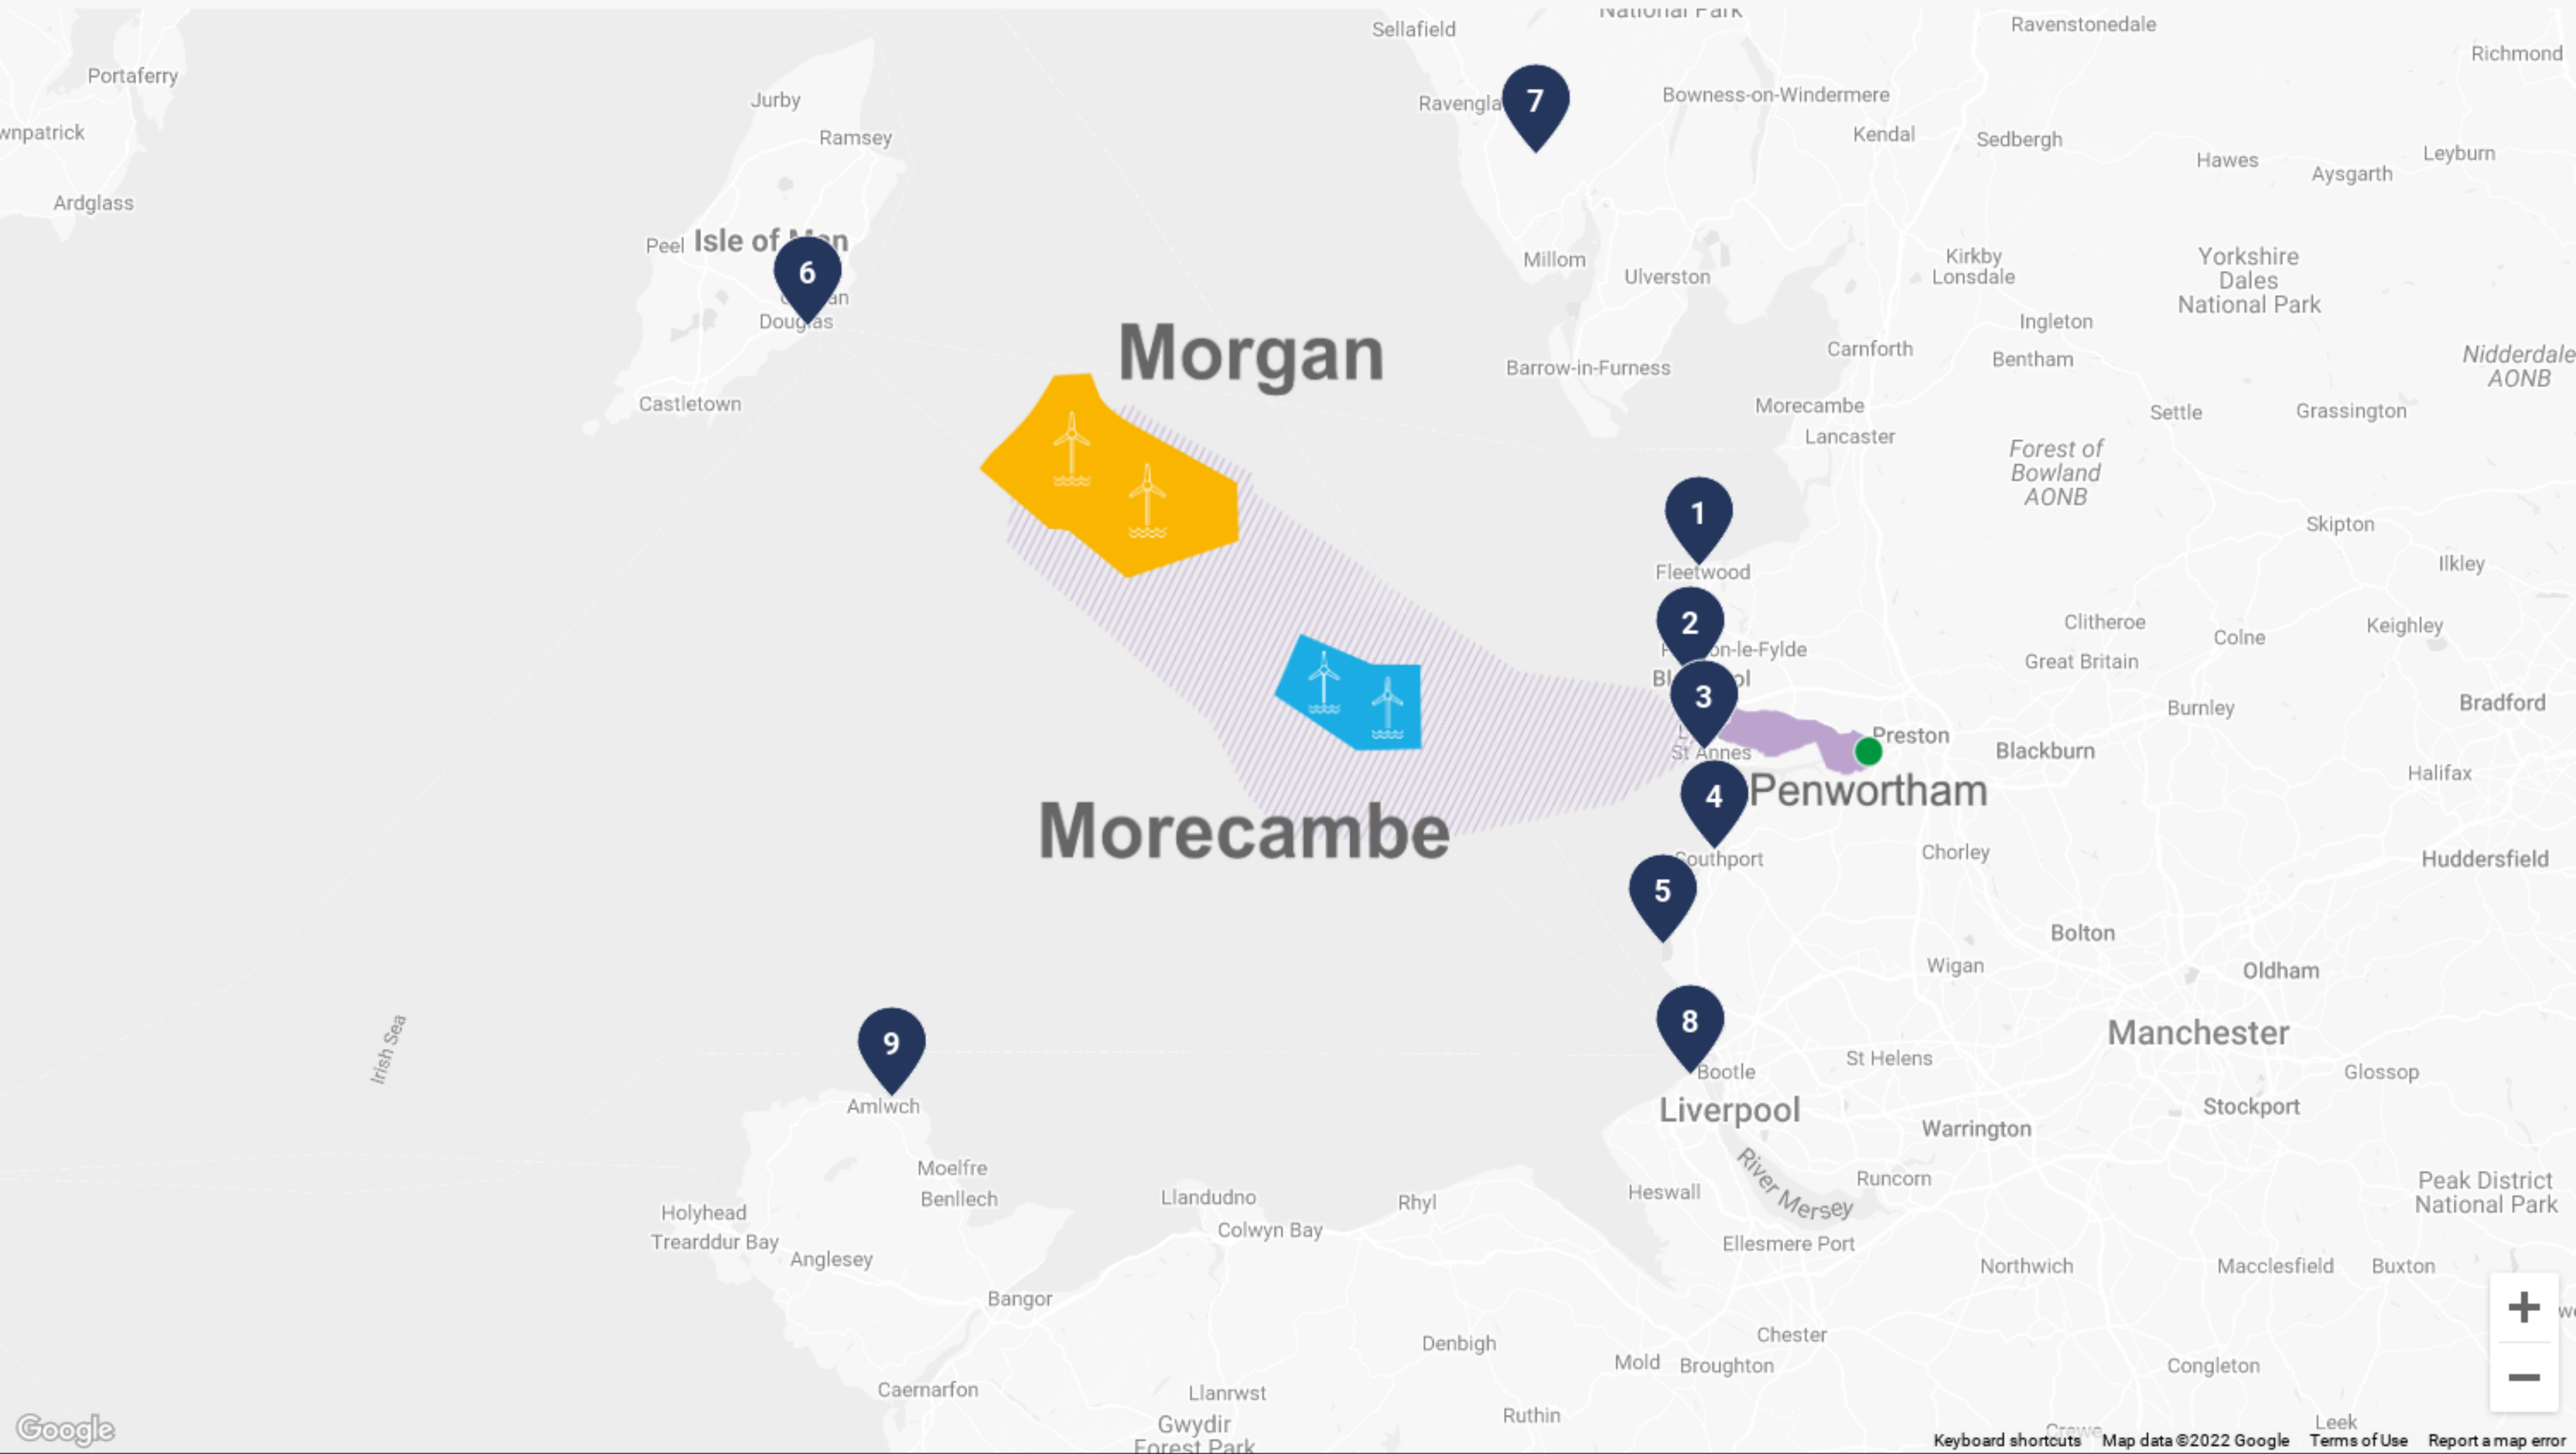 Sellafield
Ravenstonedale
Richmond
Portaferry
Jurby
7
Bowness-on-Windermere
Kendal
Sedbergh
Ramsey
Hawes
Leyburn
Aysgarth
Ardglass
Peel
Isle of Man
6
Douglas
Millom
Ulverston
Kirkby
Lonsdale
Yorkshire
Dales
National Park
Ingleton
Morgan
Carnforth
Bentham
Nidderdale
AONB
Barrow-in-Furness
Castletown
Morecambe
Settle
Grassington
Lancaster
Forest of
Bowland
AONB
1
Skipton
Fleetwood
Ilkley
2
Clitheroe
Colne
Keighley
Great Britain
3
Burnley
Bradford
St Annes
Preston
Blackburn
Halifax
4
Penwortham
Morecambe
Southport
Chorley
Huddersfield
5
Bolton
Wigan
Oldham
8
Manchester
Irish Sea
9
St Helens
Bootle
Glossop
Amlwch
Liverpool
Stockport
Warrington
Moelfre
River Mersey
Runcorn
Peak District
National Park
Benllech
Llandudno
Rhyl
Heswall
Holyhead
Colwyn Bay
Trearddur Bay
Ellesmere Port
Anglesey
Northwich
Macclesfield
Buxton
Bangor
+
Denbigh
Chester
Mold
Broughton
Congleton
−
Caernarfon
Llanrwst
Ruthin
Gwydir
Forest Park
Leek
Google
Crewe
Keyboard shortcuts
Map data ©2022 Google
Terms of Use
Report a map error